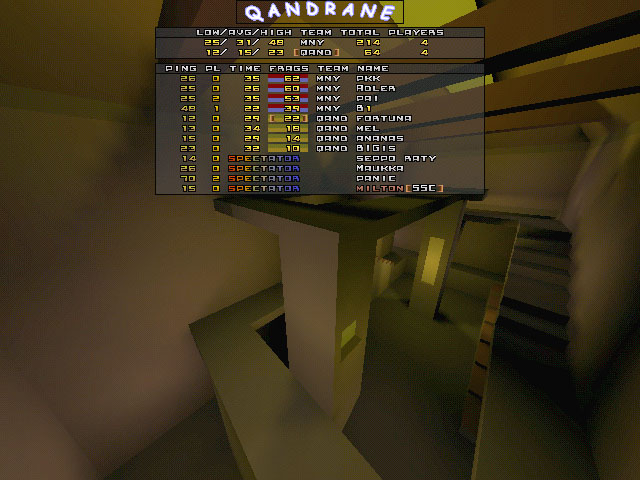 QANDRANE
LOW/AVG/HIGH TEAM TOTAL PLAYERS
25/ 31/ 48 MNY 214 4
12/ 15/ 23 [QAND] 64 4
PING PL TIME FRAGS TEAM NAME
26 0 35 62 MNY PKK
25 0 26 60 MNY ADLER
25 2 35 53 MNY PAI
48 1 23 39 MNY B1
12 0 29 [ 22 ] QAND FORTUNA
13 0 34 18 QAND MEL
15 0 29 14 QAND ANANAS
23 0 32 10 QAND BIGIS
14 0 SPECTATOR SEPPO RATY
26 0 SPECTATOR MAUKKA
70 2 SPECTATOR PANIC
15 0 SPECTATOR MILTON[SSC]